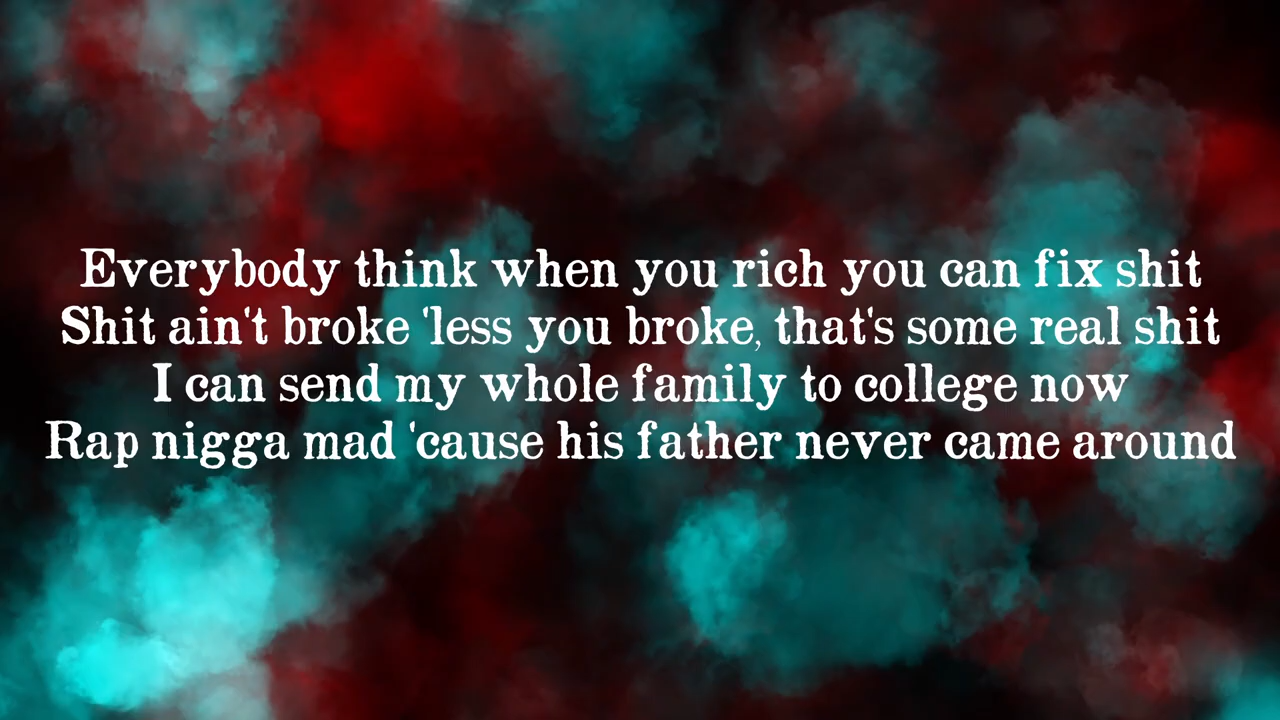 Everybody think when you rich you can fix shit
Shit ain't broke 'less you broke, that's some real shit
I can send my whole family to college now
Rap nigga mad 'cause his father never came around